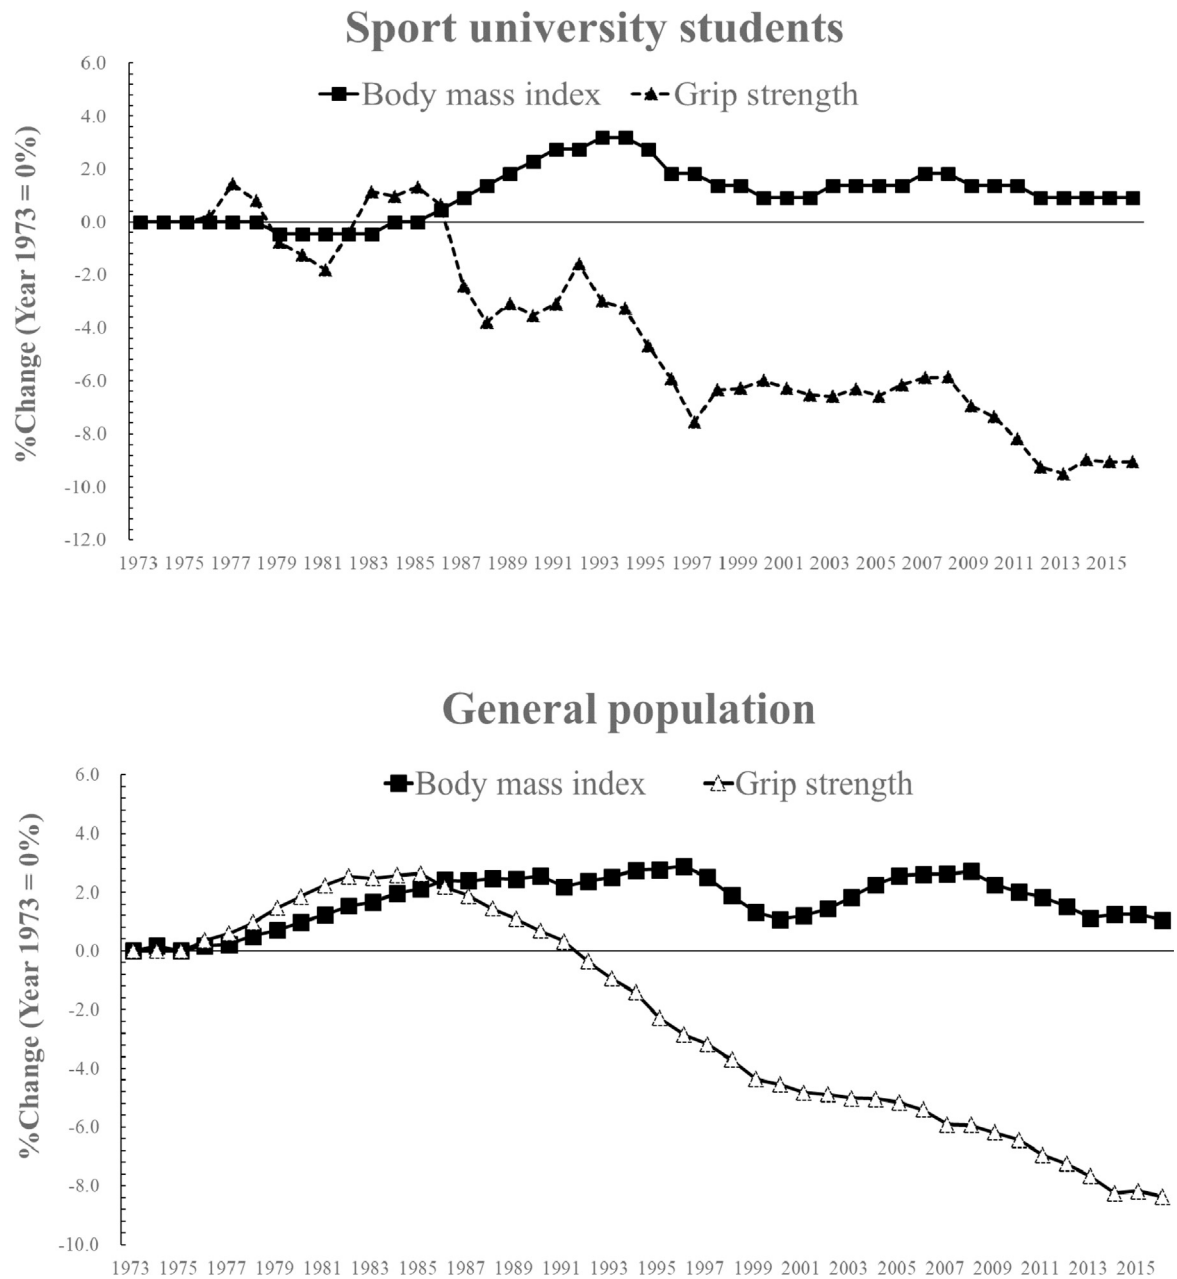 Sport university students
6.0
Body mass index Grip strength
4.0
2.0
0.0
-2.0
-4.0
-6.0
-8.0
-10.0
-12.0
%Change (Year 1973 = 0%)
1973 1975 1977 1979 1981 1983 1985 1987 1989 1991 1993 1995 1997 1999 2001 2003 2005 2007 2009 2011 2013 2015
General population
6.0
Body mass index Grip strength
4.0
2.0
0.0
-2.0
-4.0
-6.0
-8.0
-10.0
%Change (Year 1973 = 0%)
1973 1975 1977 1979 1981 1983 1985 1987 1989 1991 1993 1995 1997 1999 2001 2003 2005 2007 2009 2011 2013 2015